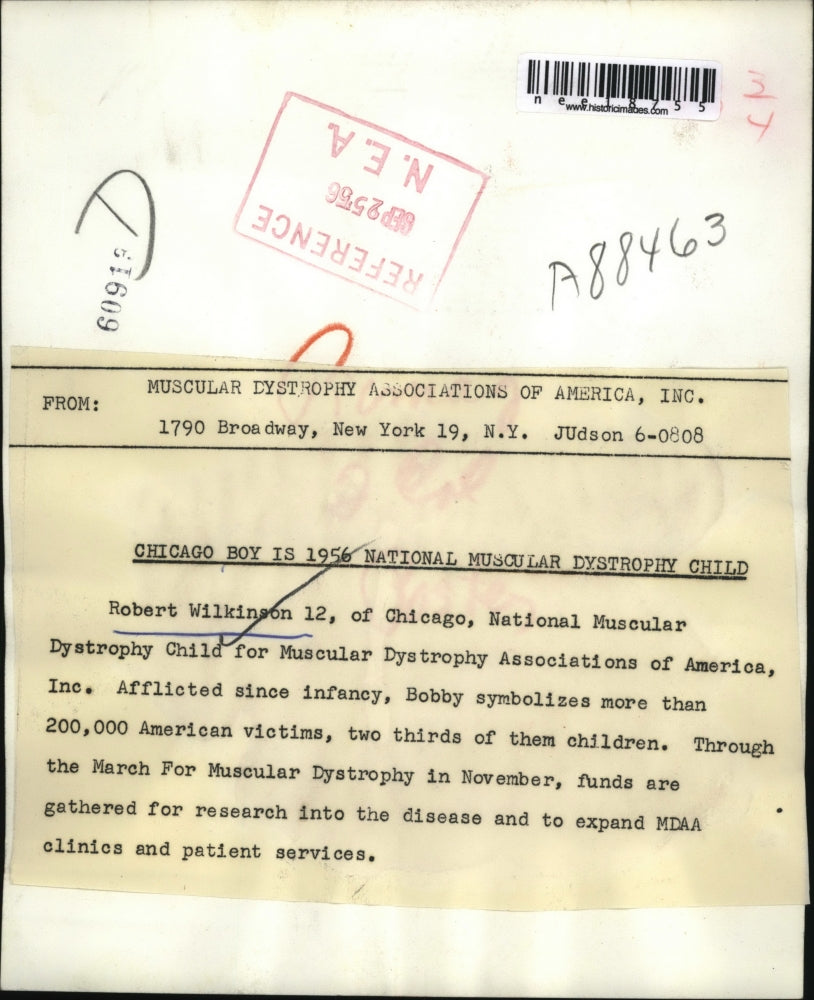 nee18755
www.historicimages.com
3
4
N.E.A.
SEP 25 56
REFERENCE
D
A88463
FROM: MUSCULAR DYSTROPHY ASSOCIATIONS OF AMERICA, INC.
1790 Broadway, New York 19, N.Y. JUdson 6-0808
CHICAGO BOY IS 1956 NATIONAL MUSCULAR DYSTROPHY CHILD
Robert Wilkinson 12, of Chicago, National Muscular
Dystrophy Child for Muscular Dystrophy Associations of America,
Inc. Afflicted since infancy, Bobby symbolizes more than
200,000 American victims, two thirds of them children. Through
the March For Muscular Dystrophy in November, funds are
gathered for research into the disease and to expand MDAA
clinics and patient services.